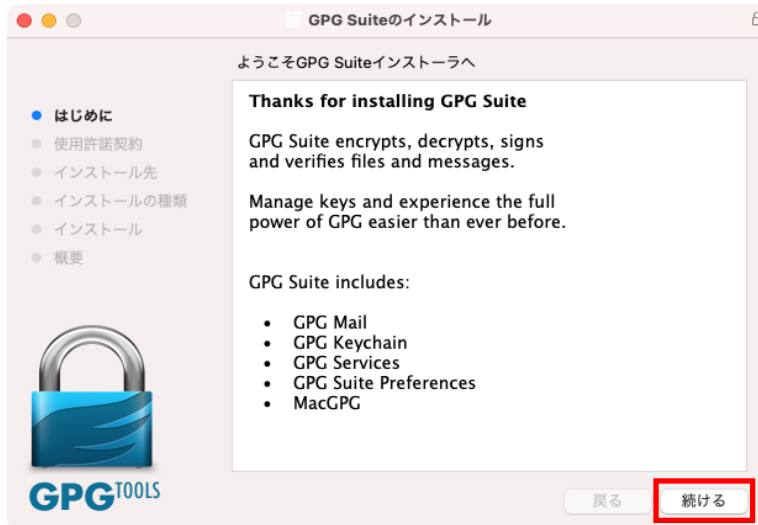 GPG Suiteのインストール
ようこそGPG Suiteインストーラへ
はじめに
使用許諾契約
インストール先
インストールの種類
インストール
概要
Thanks for installing GPG Suite
GPG Suite encrypts, decrypts, signs
and verifies files and messages.
Manage keys and experience the full
power of GPG easier than ever before.
GPG Suite includes:
• GPG Mail
• GPG Keychain
• GPG Services
• GPG Suite Preferences
• MacGPG
GPGTOOLS
戻る
続ける